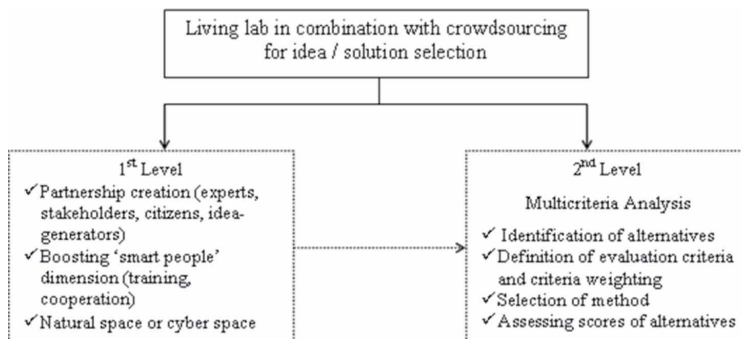 Living lab in combination with crowdsourcing
for idea / solution selection
1st Level
✓Partnership creation (experts,
stakeholders, citizens, idea-
generators)
✓Boosting ‘smart people’
dimension (training,
cooperation)
✓Natural space or cyber space
2nd Level
Multicriteria Analysis
✓ Identification of alternatives
✓Definition of evaluation criteria
and criteria weighting
✓Selection of method
✓Assessing scores of alternatives